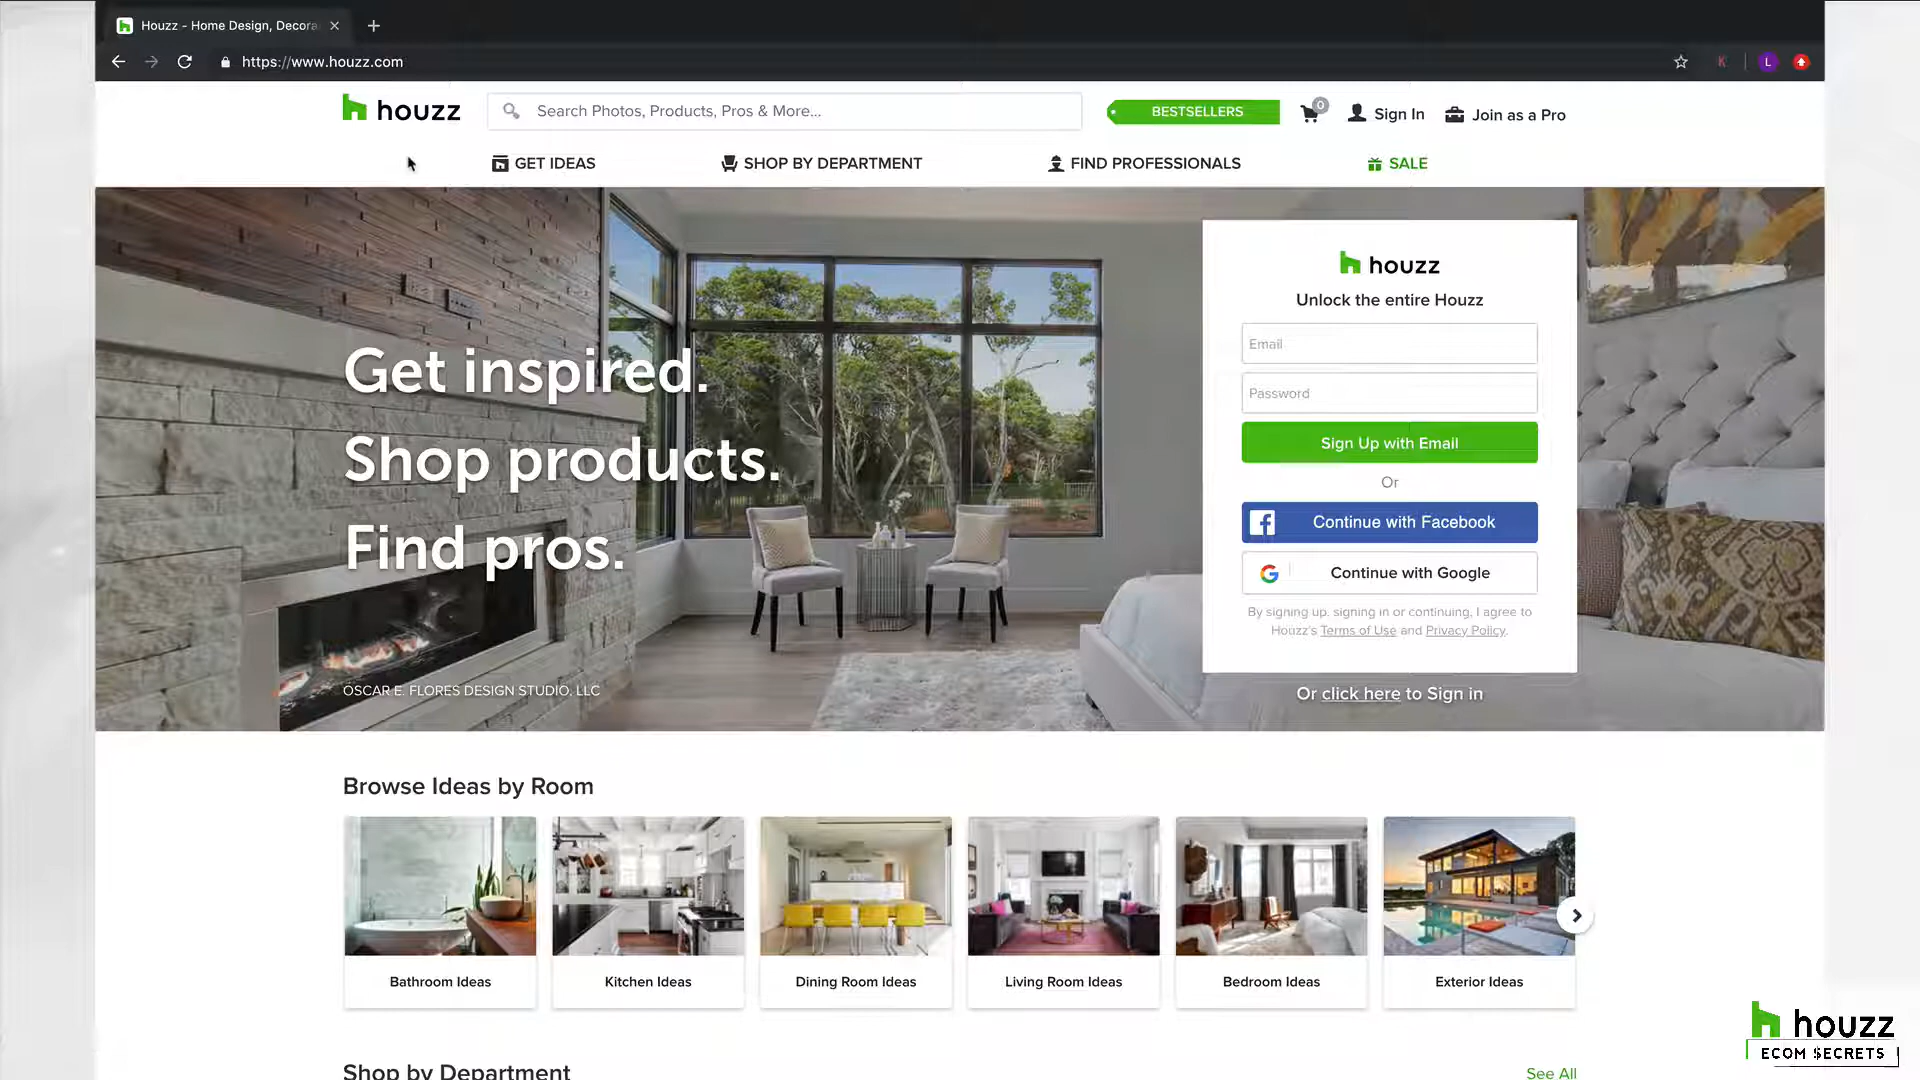 Houzz - Home Design, Decora
https://www.houzz.com
K
L
houzz
Search Photos, Products, Pros & More...
BESTSELLERS
0
Sign In
Join as a Pro
GET IDEAS
SHOP BY DEPARTMENT
FIND PROFESSIONALS
SALE
Get inspired.
Shop products.
Find pros.
OSCAR E. FLORES DESIGN STUDIO, LLC
houzz
Unlock the entire Houzz
Email
Password
Sign Up with Email
Or
Continue with Facebook
Continue with Google
By signing up, signing in or continuing, I agree to
Houzz's Terms of Use and Privacy Policy.
Or click here to Sign in
Browse Ideas by Room
Bathroom Ideas
Kitchen Ideas
Dining Room Ideas
Living Room Ideas
Bedroom Ideas
Exterior Ideas
Shop by Department
See All
houzz
ECOM SECRETS